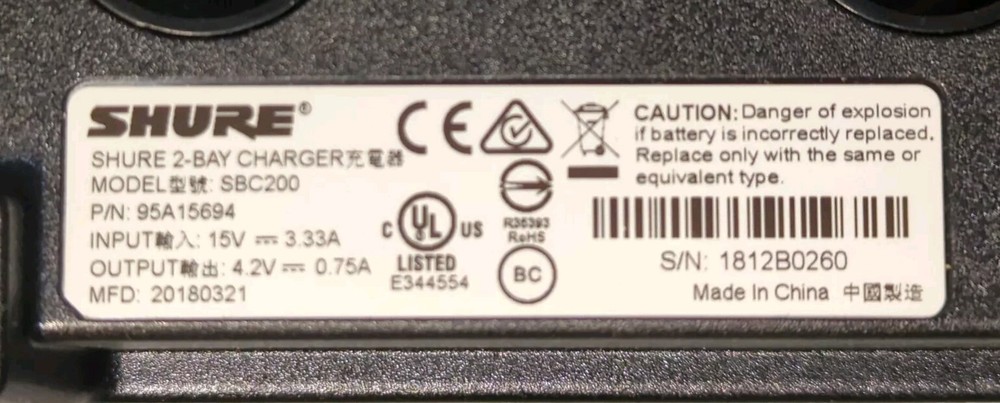 SHURE®
SHURE 2-BAY CHARGER充電器
MODEL型號: SBC200
P/N: 95A15694
INPUT輸入: 15V ⎓ 3.33A
OUTPUT輸出: 4.2V ⎓ 0.75A
MFD: 20180321
CE
C UL US
LISTED
E344554
R35393
RoHS
BC
CAUTION: Danger of explosion
if battery is incorrectly replaced.
Replace only with the same or
equivalent type.
S/N: 1812B0260
Made In China 中國製造